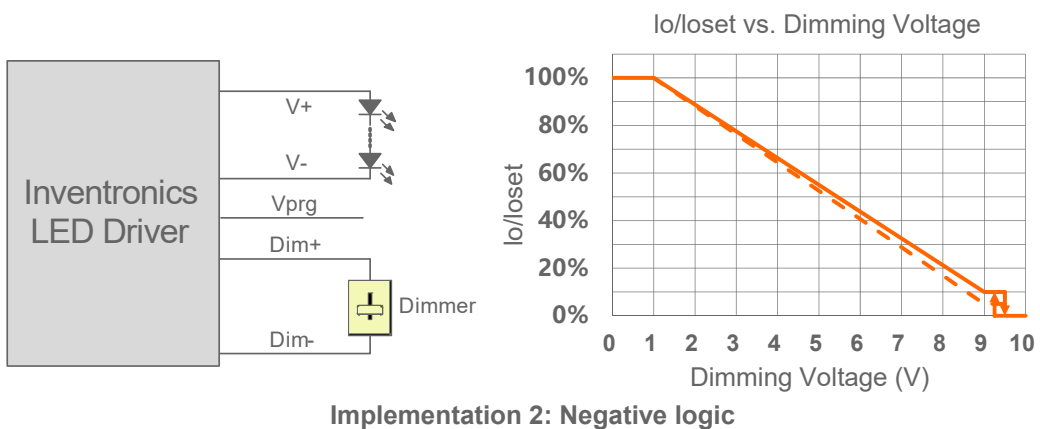 Inventronics
LED Driver
V+
V-
Vprg
Dim+
Dimmer
Dim-
Io/Ioset vs. Dimming Voltage
Io/Ioset
100%
80%
60%
40%
20%
0%
0 1 2 3 4 5 6 7 8 9 10
Dimming Voltage (V)
Implementation 2: Negative logic